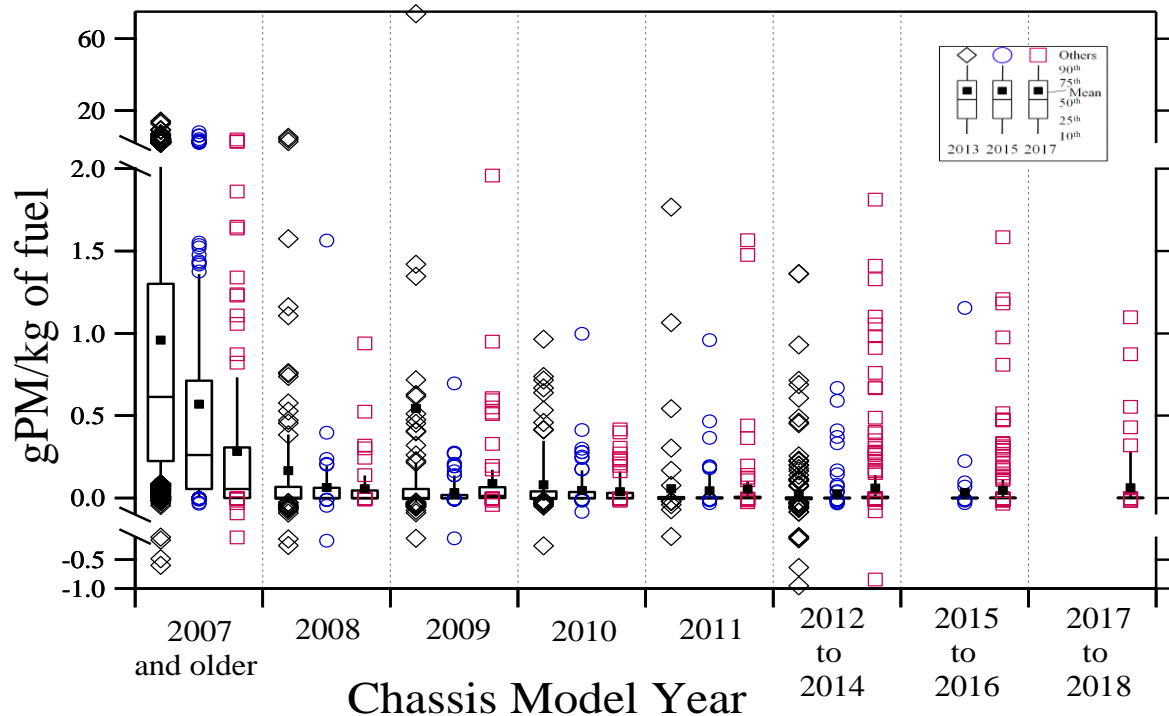 gPM/kg of fuel
60
20
2.0
1.5
1.0
0.5
0.0
-0.5
-1.0
Others
90th
75th
Mean
50th
25th
10th
2013 2015 2017
2007
and older
2008
2009
2010
2011
2012
to
2014
2015
to
2016
2017
to
2018
Chassis Model Year